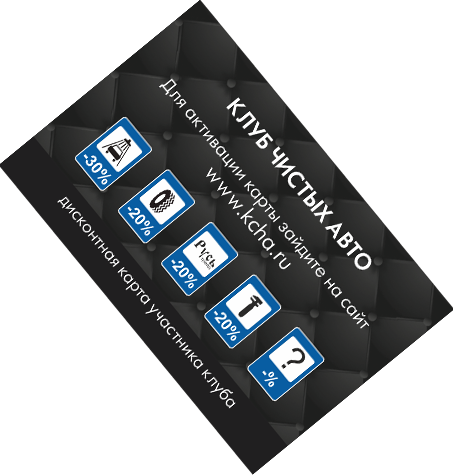 КЛУБ ЧИСТЫХ АВТО
Для активации карты зайдите на сайт
www.kcha.ru
-30%
-20%
Русь
-20%
-20%
?
-%
дисконтная карта участника клуба